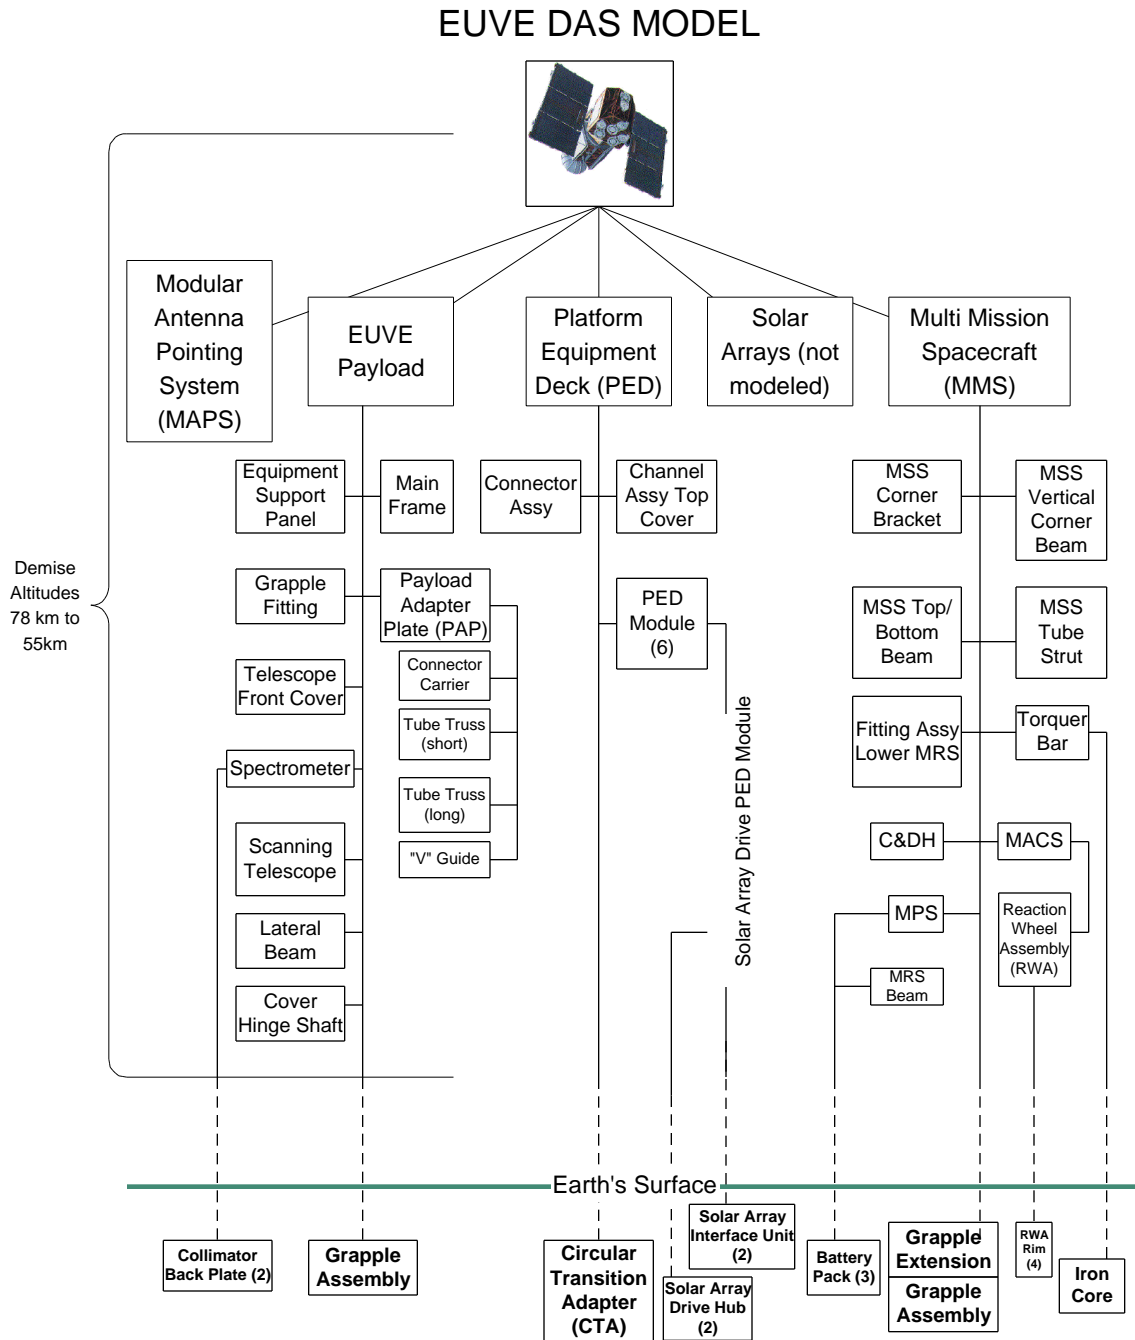 EUVE DAS MODEL
Modular
Antenna
Pointing
System
(MAPS)
EUVE
Payload
Platform
Equipment
Deck (PED)
Solar
Arrays (not
modeled)
Multi Mission
Spacecraft
(MMS)
Equipment
Support
Panel
Main
Frame
Connector
Assy
Channel
Assy Top
Cover
MSS
Corner
Bracket
MSS
Vertical
Corner
Beam
Demise
Altitudes
78 km to
55km
Grapple
Fitting
Payload
Adapter
Plate (PAP)
PED
Module
(6)
MSS Top/
Bottom
Beam
MSS
Tube
Strut
Telescope
Front Cover
Connector
Carrier
Tube Truss
(short)
Fitting Assy
Lower MRS
Torquer
Bar
Spectrometer
Tube Truss
(long)
Solar Array Drive PED Module
Scanning
Telescope
"V" Guide
C&DH
MACS
Lateral
Beam
MPS
Reaction
Wheel
Assembly
(RWA)
Cover
Hinge Shaft
MRS
Beam
Earth's Surface
Collimator
Back Plate (2)
Grapple
Assembly
Circular
Transition
Adapter
(CTA)
Solar Array
Interface Unit
(2)
Solar Array
Drive Hub
(2)
Battery
Pack (3)
Grapple
Extension
Grapple
Assembly
RWA
Rim
(4)
Iron
Core